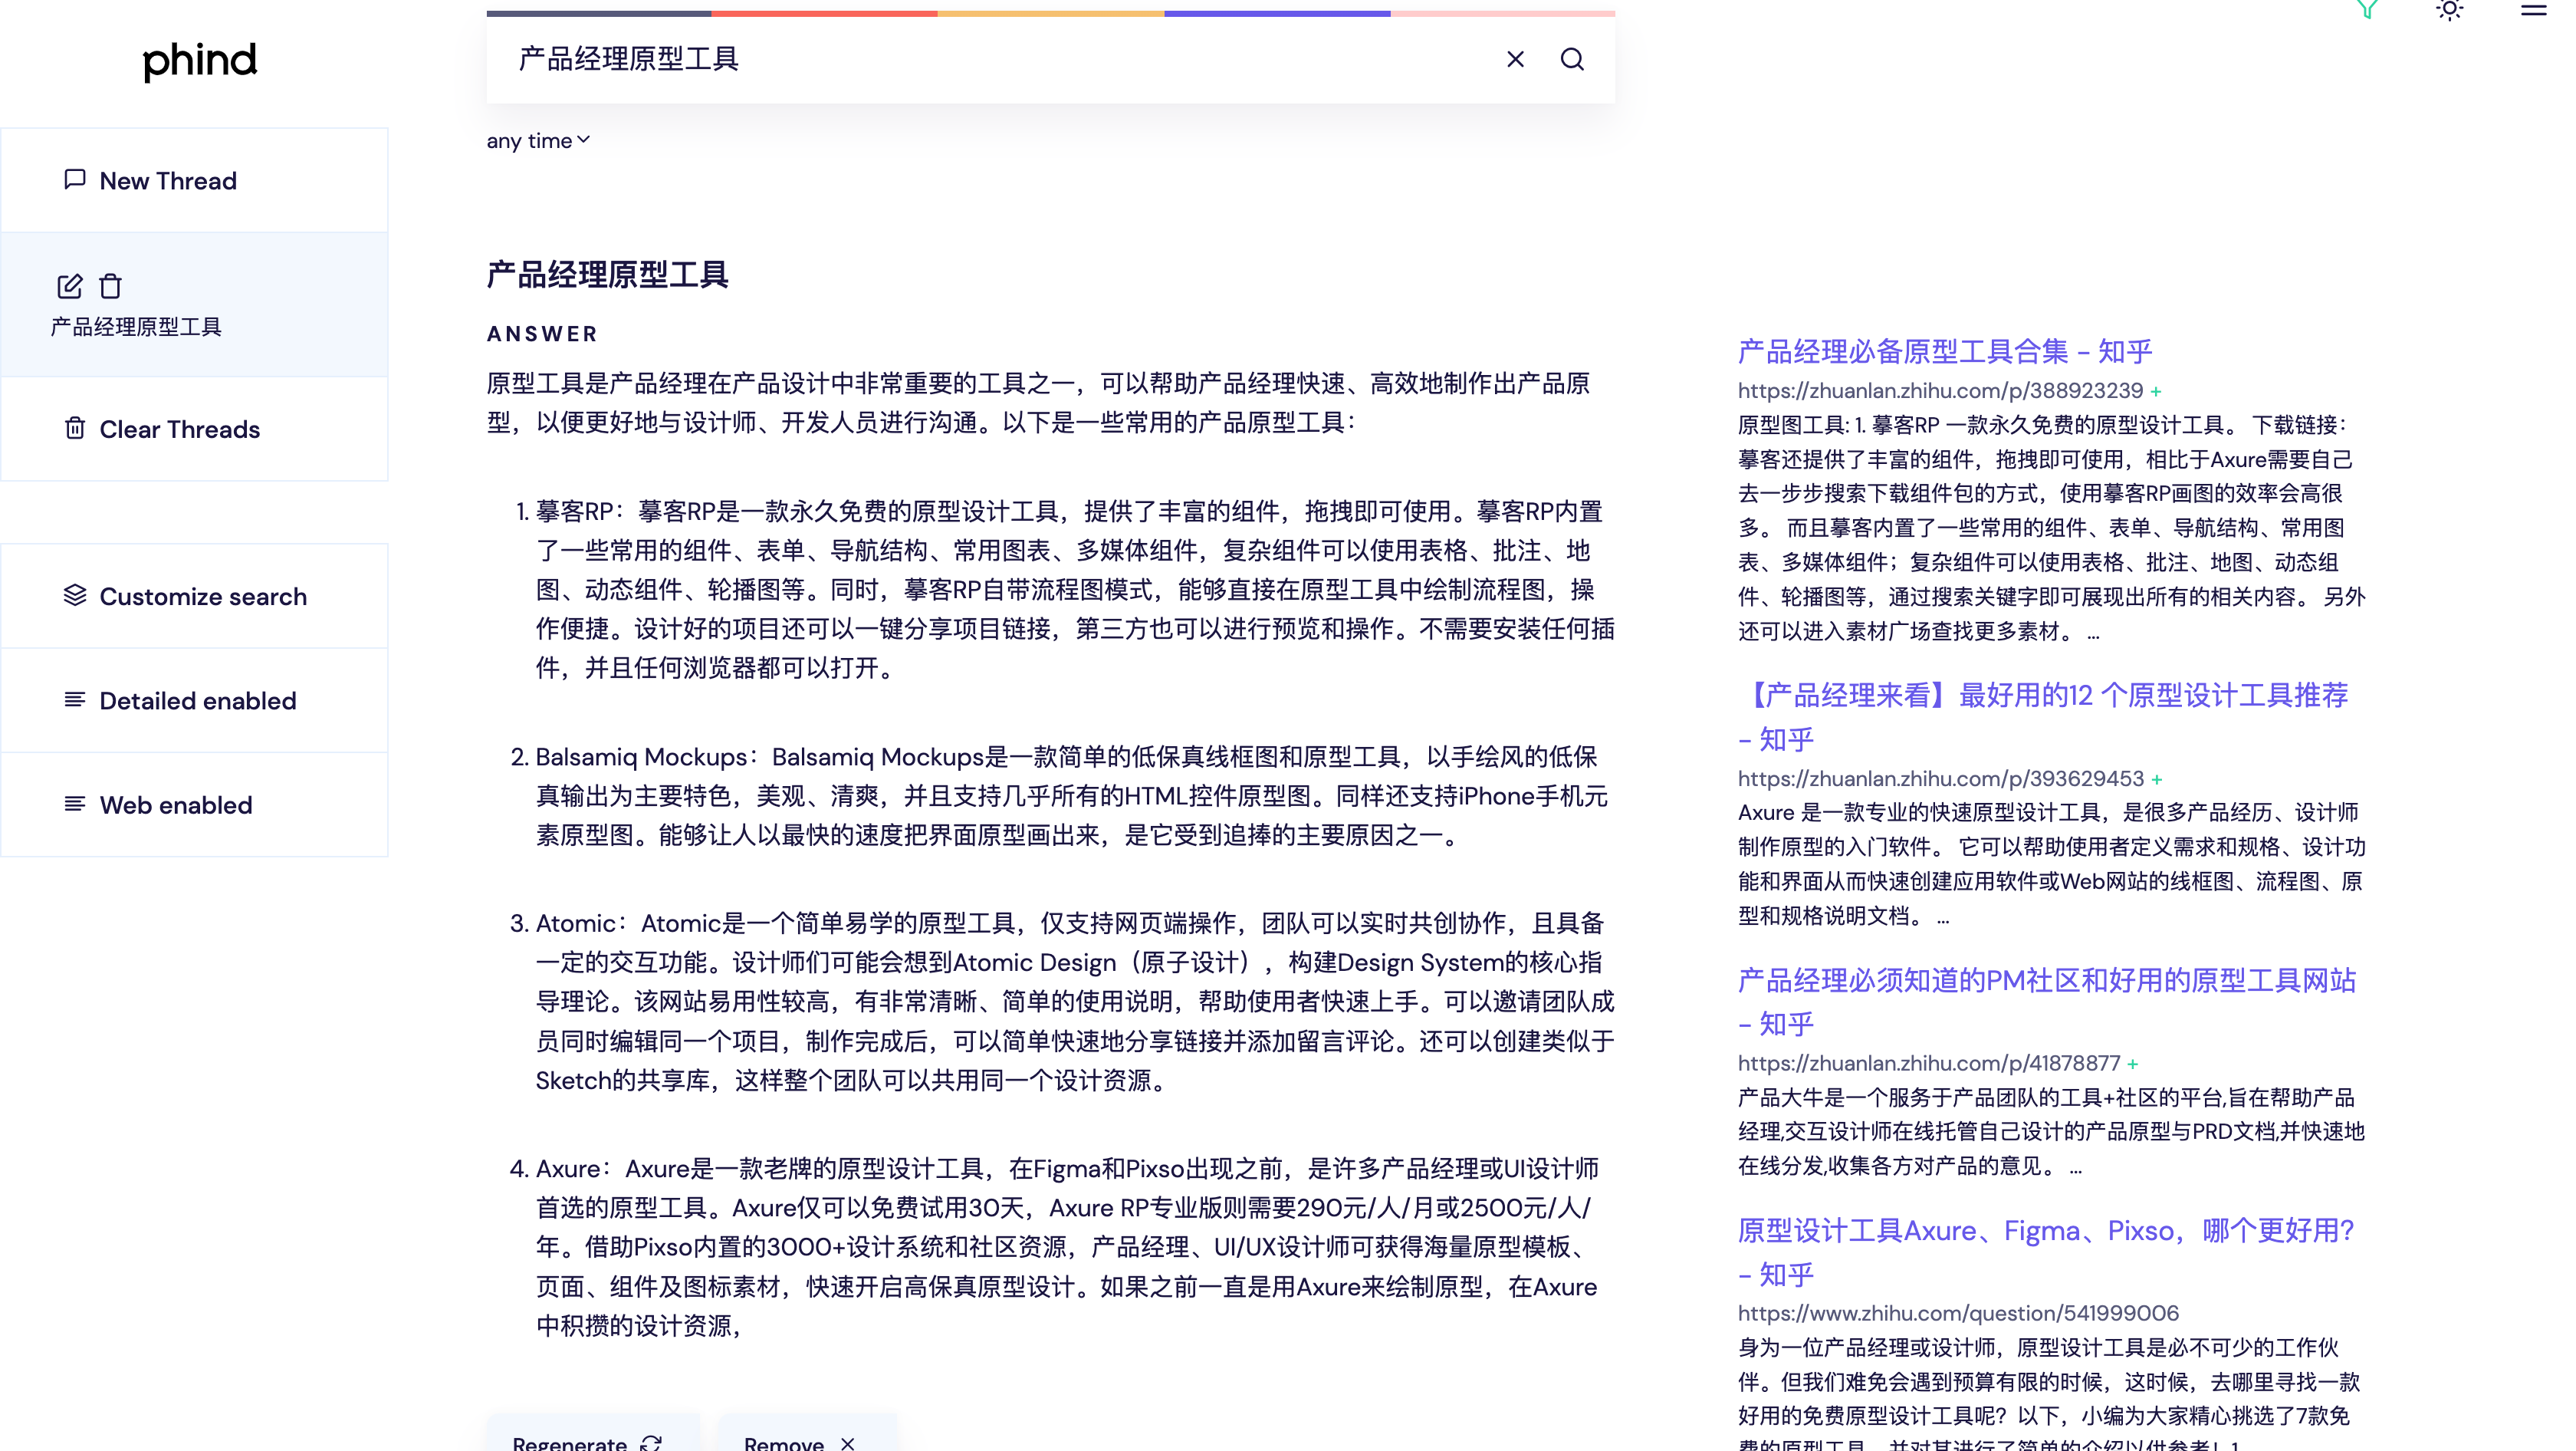 phind
New Thread
产品经理原型工具
Clear Threads
Customize search
Detailed enabled
Web enabled
产品经理原型工具
any time
产品经理原型工具
ANSWER
原型工具是产品经理在产品设计中非常重要的工具之一，可以帮助产品经理快速、高效地制作出产品原
型，以便更好地与设计师、开发人员进行沟通。以下是一些常用的产品原型工具：
1. 摹客RP：摹客RP是一款永久免费的原型设计工具，提供了丰富的组件，拖拽即可使用。摹客RP内置
了一些常用的组件、表单、导航结构、常用图表、多媒体组件，复杂组件可以使用表格、批注、地
图、动态组件、轮播图等。同时，摹客RP自带流程图模式，能够直接在原型工具中绘制流程图，操
作便捷。设计好的项目还可以一键分享项目链接，第三方也可以进行预览和操作。不需要安装任何插
件，并且任何浏览器都可以打开。
2. Balsamiq Mockups：Balsamiq Mockups是一款简单的低保真线框图和原型工具，以手绘风的低保
真输出为主要特色，美观、清爽，并且支持几乎所有的HTML控件原型图。同样还支持iPhone手机元
素原型图。能够让人以最快的速度把界面原型画出来，是它受到追捧的主要原因之一。
3. Atomic：Atomic是一个简单易学的原型工具，仅支持网页端操作，团队可以实时共创协作，且具备
一定的交互功能。设计师们可能会想到Atomic Design（原子设计），构建Design System的核心指
导理论。该网站易用性较高，有非常清晰、简单的使用说明，帮助使用者快速上手。可以邀请团队成
员同时编辑同一个项目，制作完成后，可以简单快速地分享链接并添加留言评论。还可以创建类似于
Sketch的共享库，这样整个团队可以共用同一个设计资源。
4. Axure：Axure是一款老牌的原型设计工具，在Figma和Pixso出现之前，是许多产品经理或UI设计师
首选的原型工具。Axure仅可以免费试用30天，Axure RP专业版则需要290元/人/月或2500元/人/
年。借助Pixso内置的3000+设计系统和社区资源，产品经理、UI/UX设计师可获得海量原型模板、
页面、组件及图标素材，快速开启高保真原型设计。如果之前一直是用Axure来绘制原型，在Axure
中积攒的设计资源，
Regenerate
Remove
产品经理必备原型工具合集 - 知乎
https://zhuanlan.zhihu.com/p/388923239 +
原型图工具: 1. 摹客RP 一款永久免费的原型设计工具。 下载链接：
摹客还提供了丰富的组件，拖拽即可使用，相比于Axure需要自己
去一步步搜索下载组件包的方式，使用摹客RP画图的效率会高很
多。 而且摹客内置了一些常用的组件、表单、导航结构、常用图
表、多媒体组件；复杂组件可以使用表格、批注、地图、动态组
件、轮播图等，通过搜索关键字即可展现出所有的相关内容。 另外
还可以进入素材广场查找更多素材。 ...
【产品经理来看】最好用的12 个原型设计工具推荐
- 知乎
https://zhuanlan.zhihu.com/p/393629453 +
Axure 是一款专业的快速原型设计工具，是很多产品经历、设计师
制作原型的入门软件。 它可以帮助使用者定义需求和规格、设计功
能和界面从而快速创建应用软件或Web网站的线框图、流程图、原
型和规格说明文档。 ...
产品经理必须知道的PM社区和好用的原型工具网站
- 知乎
https://zhuanlan.zhihu.com/p/41878877 +
产品大牛是一个服务于产品团队的工具+社区的平台,旨在帮助产品
经理,交互设计师在线托管自己设计的产品原型与PRD文档,并快速地
在线分发,收集各方对产品的意见。 ...
原型设计工具Axure、Figma、Pixso，哪个更好用?
- 知乎
https://www.zhihu.com/question/541999006
身为一位产品经理或设计师，原型设计工具是必不可少的工作伙
伴。但我们难免会遇到预算有限的时候，这时候，去哪里寻找一款
好用的免费原型设计工具呢？以下，小编为大家精心挑选了7款免
费的原型工具，并对其进行了简单的介绍以供参考！1